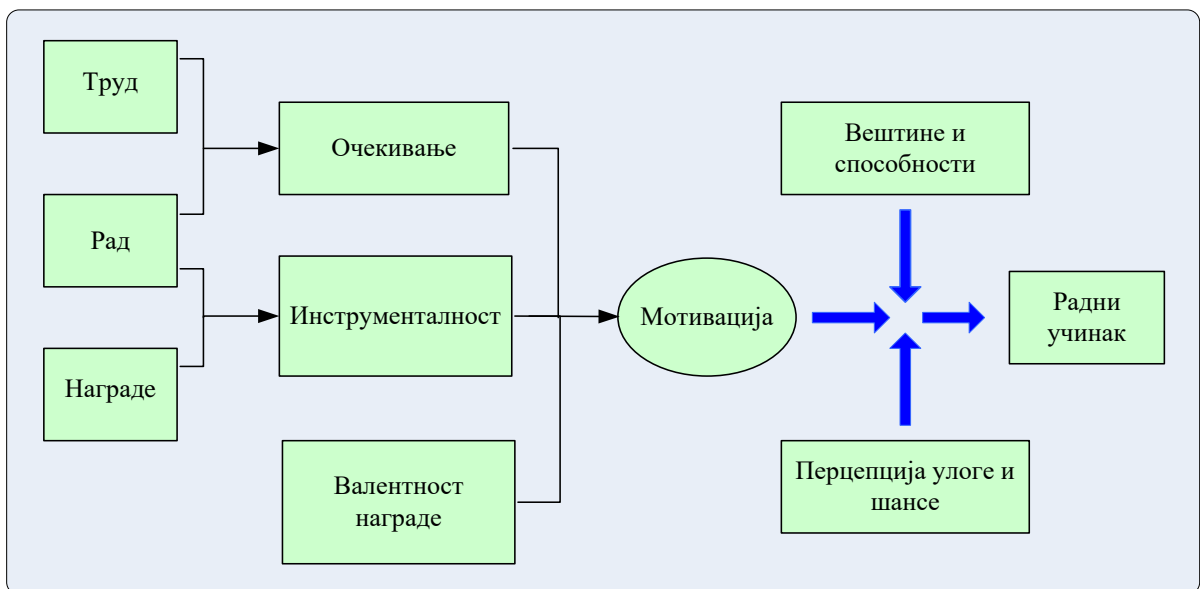 Труд
Рад
Награде
Очекивање
Инструменталност
Валентност
награде
Мотивација
Вештине и
способности
Перцепција улоге и
шансе
Радни
учинак